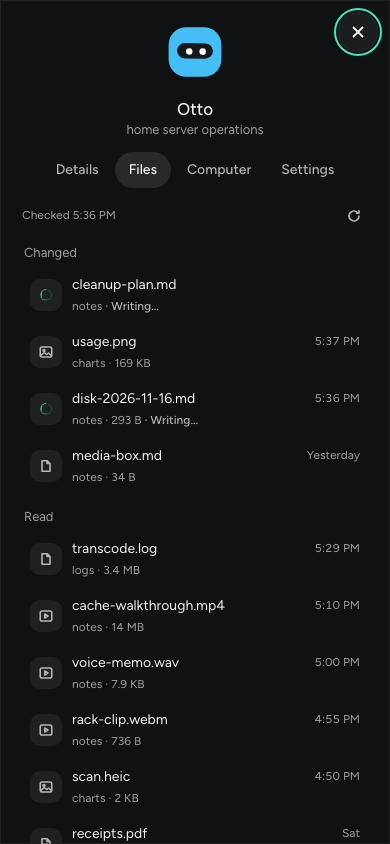 Otto
home server operations
Details Files Computer Settings
Checked 5:36 PM
Changed
cleanup-plan.md
notes · Writing...
usage.png 5:37 PM
charts · 169 KB
disk-2026-11-16.md 5:36 PM
notes · 293 B · Writing...
media-box.md Yesterday
notes · 34 B
Read
transcode.log 5:29 PM
logs · 3.4 MB
cache-walkthrough.mp4 5:10 PM
notes · 14 MB
voice-memo.wav 5:00 PM
notes · 7.9 KB
rack-clip.webm 4:55 PM
notes · 736 B
scan.heic 4:50 PM
charts · 2 KB
receipts.pdf Sat